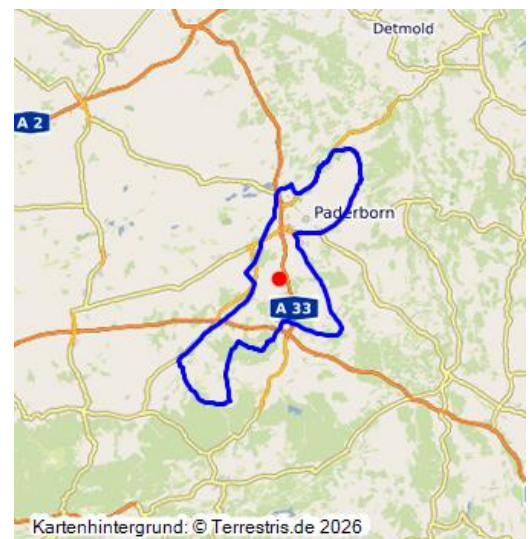 Detmold
A 2
Paderborn
A 33
Kartenhintergrund: © Terrestris.de 2026